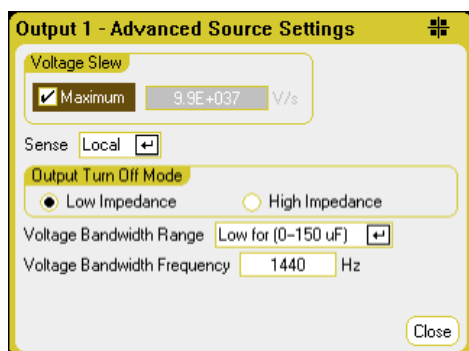 Output 1 - Advanced Source Settings
Voltage Slew
Maximum 9.9E+037 V/s
Sense Local
Output Turn Off Mode
Low Impedance High Impedance
Voltage Bandwidth Range Low for (0-150 uF)
Voltage Bandwidth Frequency 1440 Hz
Close